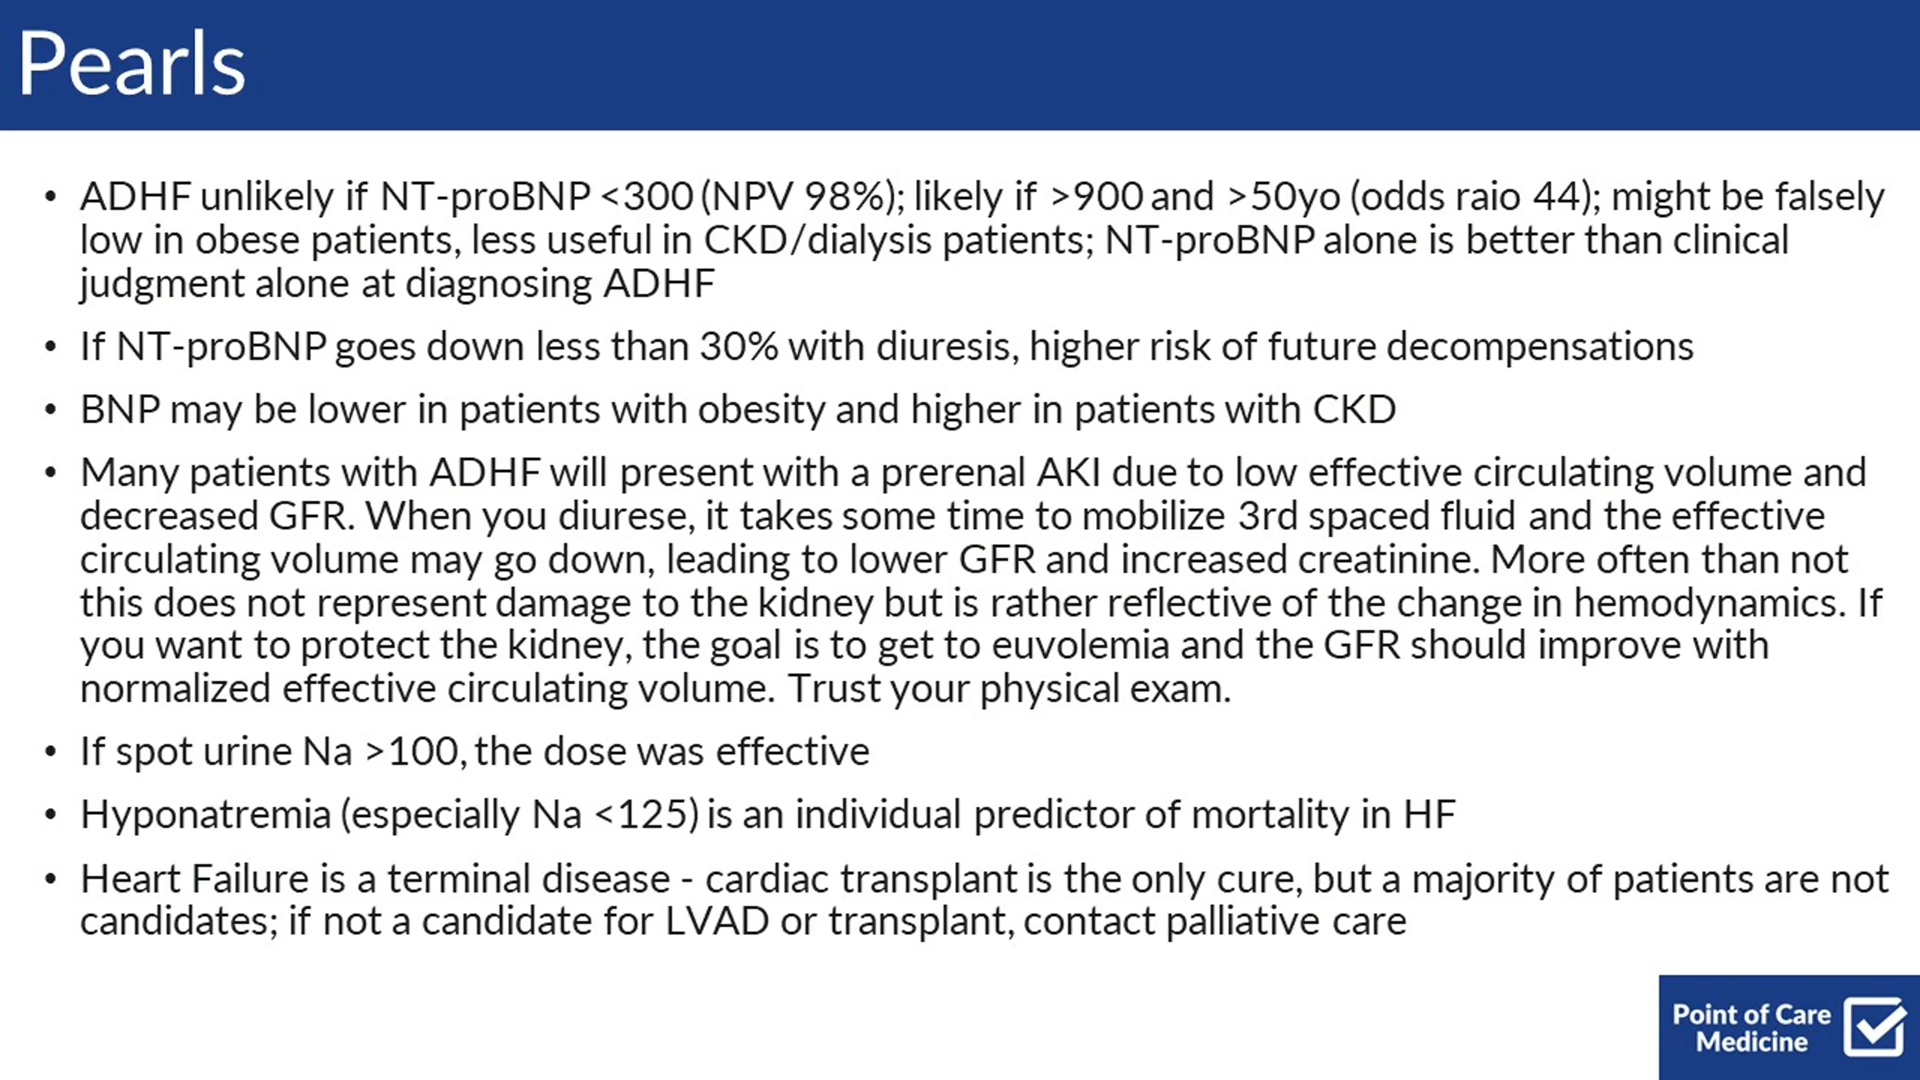 Pearls
• ADHF unlikely if NT-proBNP <300 (NPV 98%); likely if >900 and >50yo (odds raio 44); might be falsely
low in obese patients, less useful in CKD/dialysis patients; NT-proBNP alone is better than clinical
judgment alone at diagnosing ADHF
• If NT-proBNP goes down less than 30% with diuresis, higher risk of future decompensations
• BNP may be lower in patients with obesity and higher in patients with CKD
• Many patients with ADHF will present with a prerenal AKI due to low effective circulating volume and
decreased GFR. When you diurese, it takes some time to mobilize 3rd spaced fluid and the effective
circulating volume may go down, leading to lower GFR and increased creatinine. More often than not
this does not represent damage to the kidney but is rather reflective of the change in hemodynamics. If
you want to protect the kidney, the goal is to get to euvolemia and the GFR should improve with
normalized effective circulating volume. Trust your physical exam.
• If spot urine Na >100, the dose was effective
• Hyponatremia (especially Na <125) is an individual predictor of mortality in HF
• Heart Failure is a terminal disease - cardiac transplant is the only cure, but a majority of patients are not
candidates; if not a candidate for LVAD or transplant, contact palliative care
Point of Care
Medicine